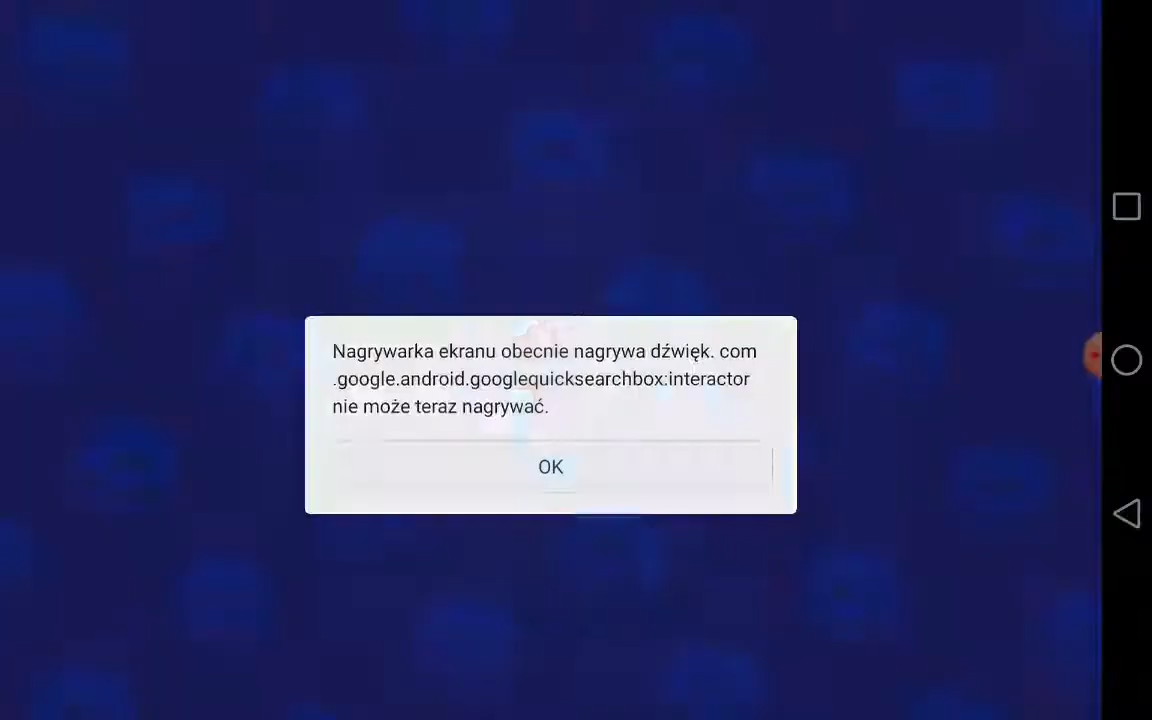 Nagrywarka ekranu obecnie nagrywa dźwięk. com
.google.android.googlequicksearchbox:interactor
nie może teraz nagrywać.
OK